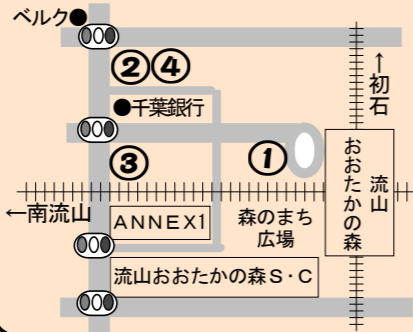 ベルク●
②④
●千葉銀行
③
①
↑初石
流山
おおたかの森
←南流山
ANNEX1
森のまち
広場
流山おおたかの森S・C